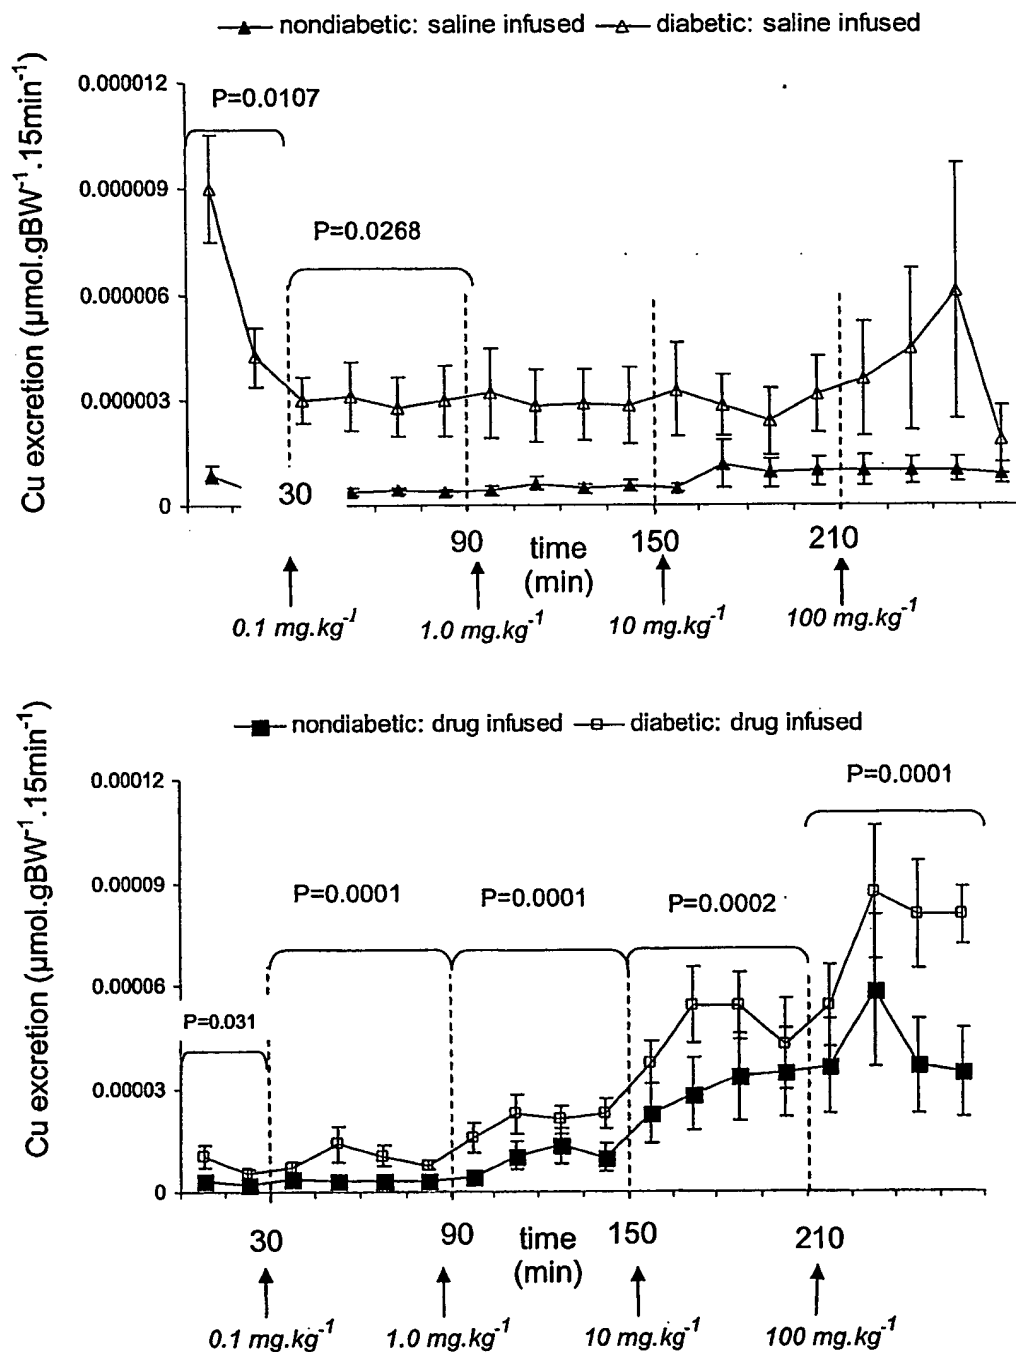 nondiabetic: saline infused diabetic: saline infused
Cu excretion (µmol.gBW⁻¹.15min⁻¹)
0.000012
P=0.0107
0.000009
P=0.0268
0.000006
0.000003
0
30
90
time
(min)
150
210
0.1 mg.kg⁻¹
1.0 mg.kg⁻¹
10 mg.kg⁻¹
100 mg.kg⁻¹
nondiabetic: drug infused diabetic: drug infused
Cu excretion (µmol.gBW⁻¹.15min⁻¹)
0.00012
P=0.0001
0.00009
P=0.0001
P=0.0001
P=0.0002
0.00006
P=0.031
0.00003
0
30
90
time
(min)
150
210
0.1 mg.kg⁻¹
1.0 mg.kg⁻¹
10 mg.kg⁻¹
100 mg.kg⁻¹